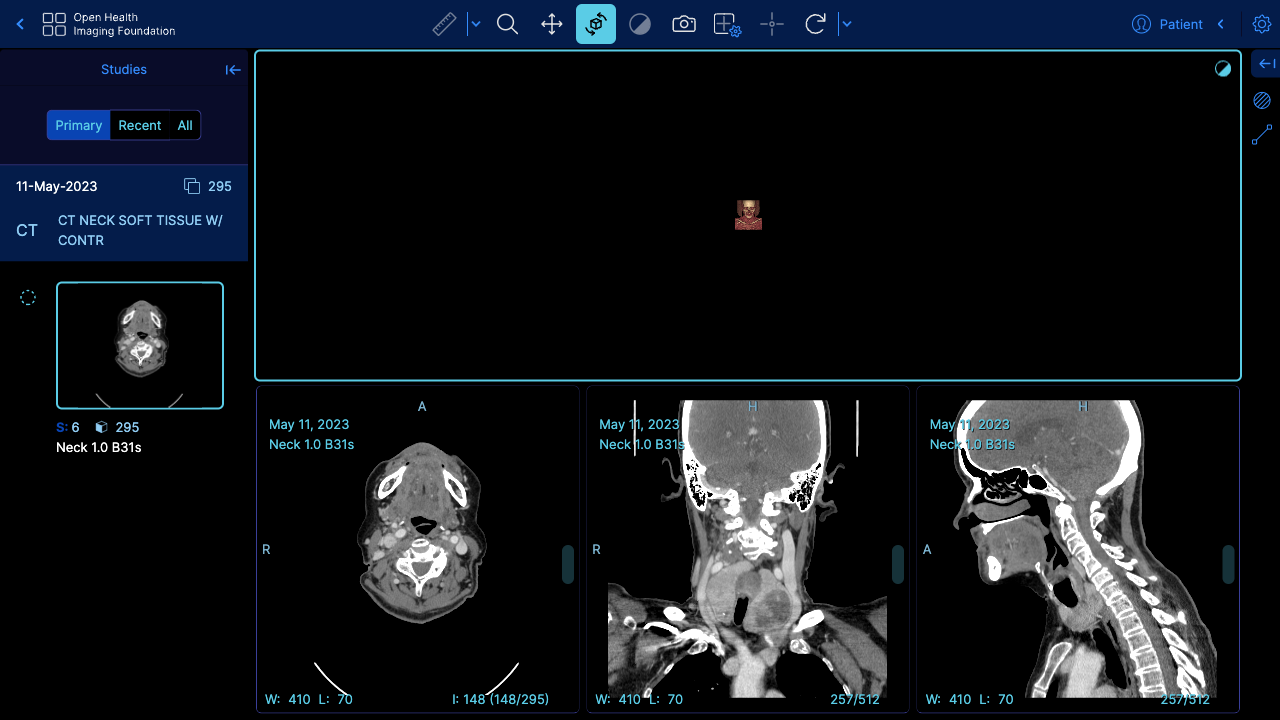 Open Health
Imaging Foundation
Patient
Studies
Primary Recent All
11-May-2023 295
CT CT NECK SOFT TISSUE W/
CONTR
S: 6 295
Neck 1.0 B31s
A
May 11, 2023
Neck 1.0 B31s
R
W: 410 L: 70 I: 148 (148/295)
H
May 11, 2023
Neck 1.0 B31s
R
W: 410 L: 70 257/512
H
May 11, 2023
Neck 1.0 B31s
A
W: 410 L: 70 257/512